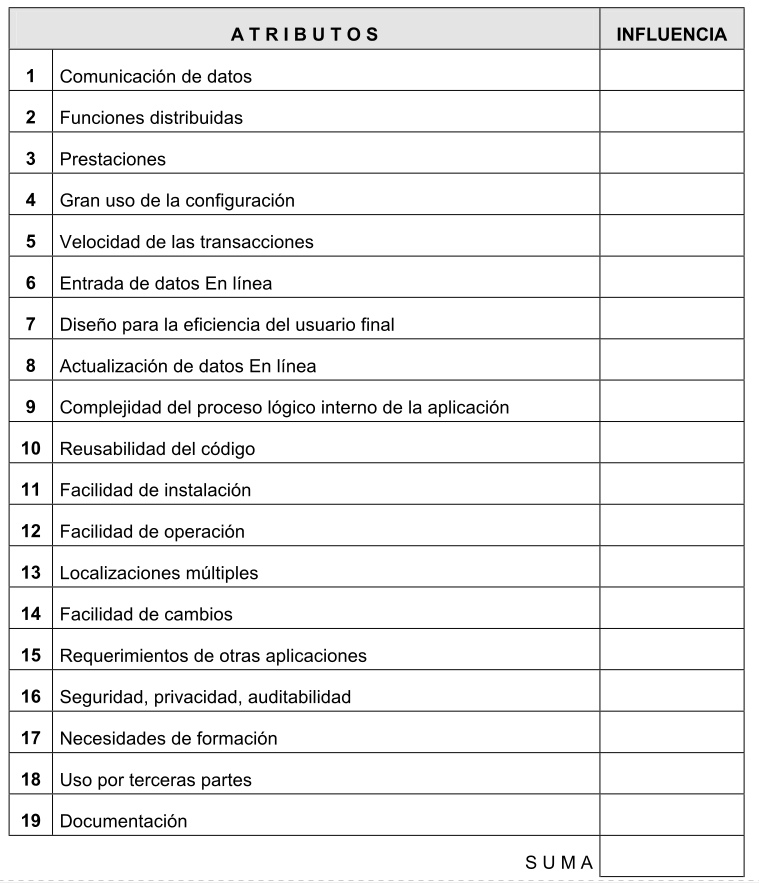 ATRIBUTOS INFLUENCIA
1 Comunicación de datos
2 Funciones distribuidas
3 Prestaciones
4 Gran uso de la configuración
5 Velocidad de las transacciones
6 Entrada de datos En línea
7 Diseño para la eficiencia del usuario final
8 Actualización de datos En línea
9 Complejidad del proceso lógico interno de la aplicación
10 Reusabilidad del código
11 Facilidad de instalación
12 Facilidad de operación
13 Localizaciones múltiples
14 Facilidad de cambios
15 Requerimientos de otras aplicaciones
16 Seguridad, privacidad, auditabilidad
17 Necesidades de formación
18 Uso por terceras partes
19 Documentación
SUMA